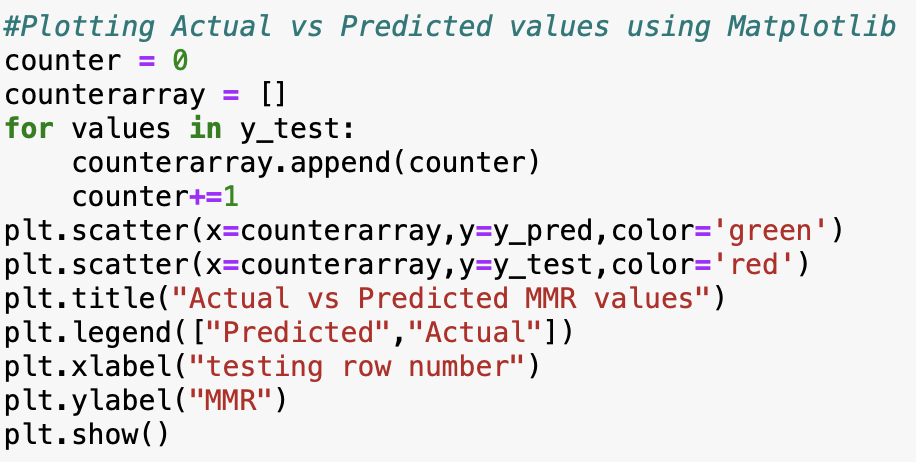 #Plotting Actual vs Predicted values using Matplotlib
counter = 0
counterarray = []
for values in y_test:
    counterarray.append(counter)
    counter+=1
plt.scatter(x=counterarray,y=y_pred,color='green')
plt.scatter(x=counterarray,y=y_test,color='red')
plt.title("Actual vs Predicted MMR values")
plt.legend(["Predicted","Actual"])
plt.xlabel("testing row number")
plt.ylabel("MMR")
plt.show()